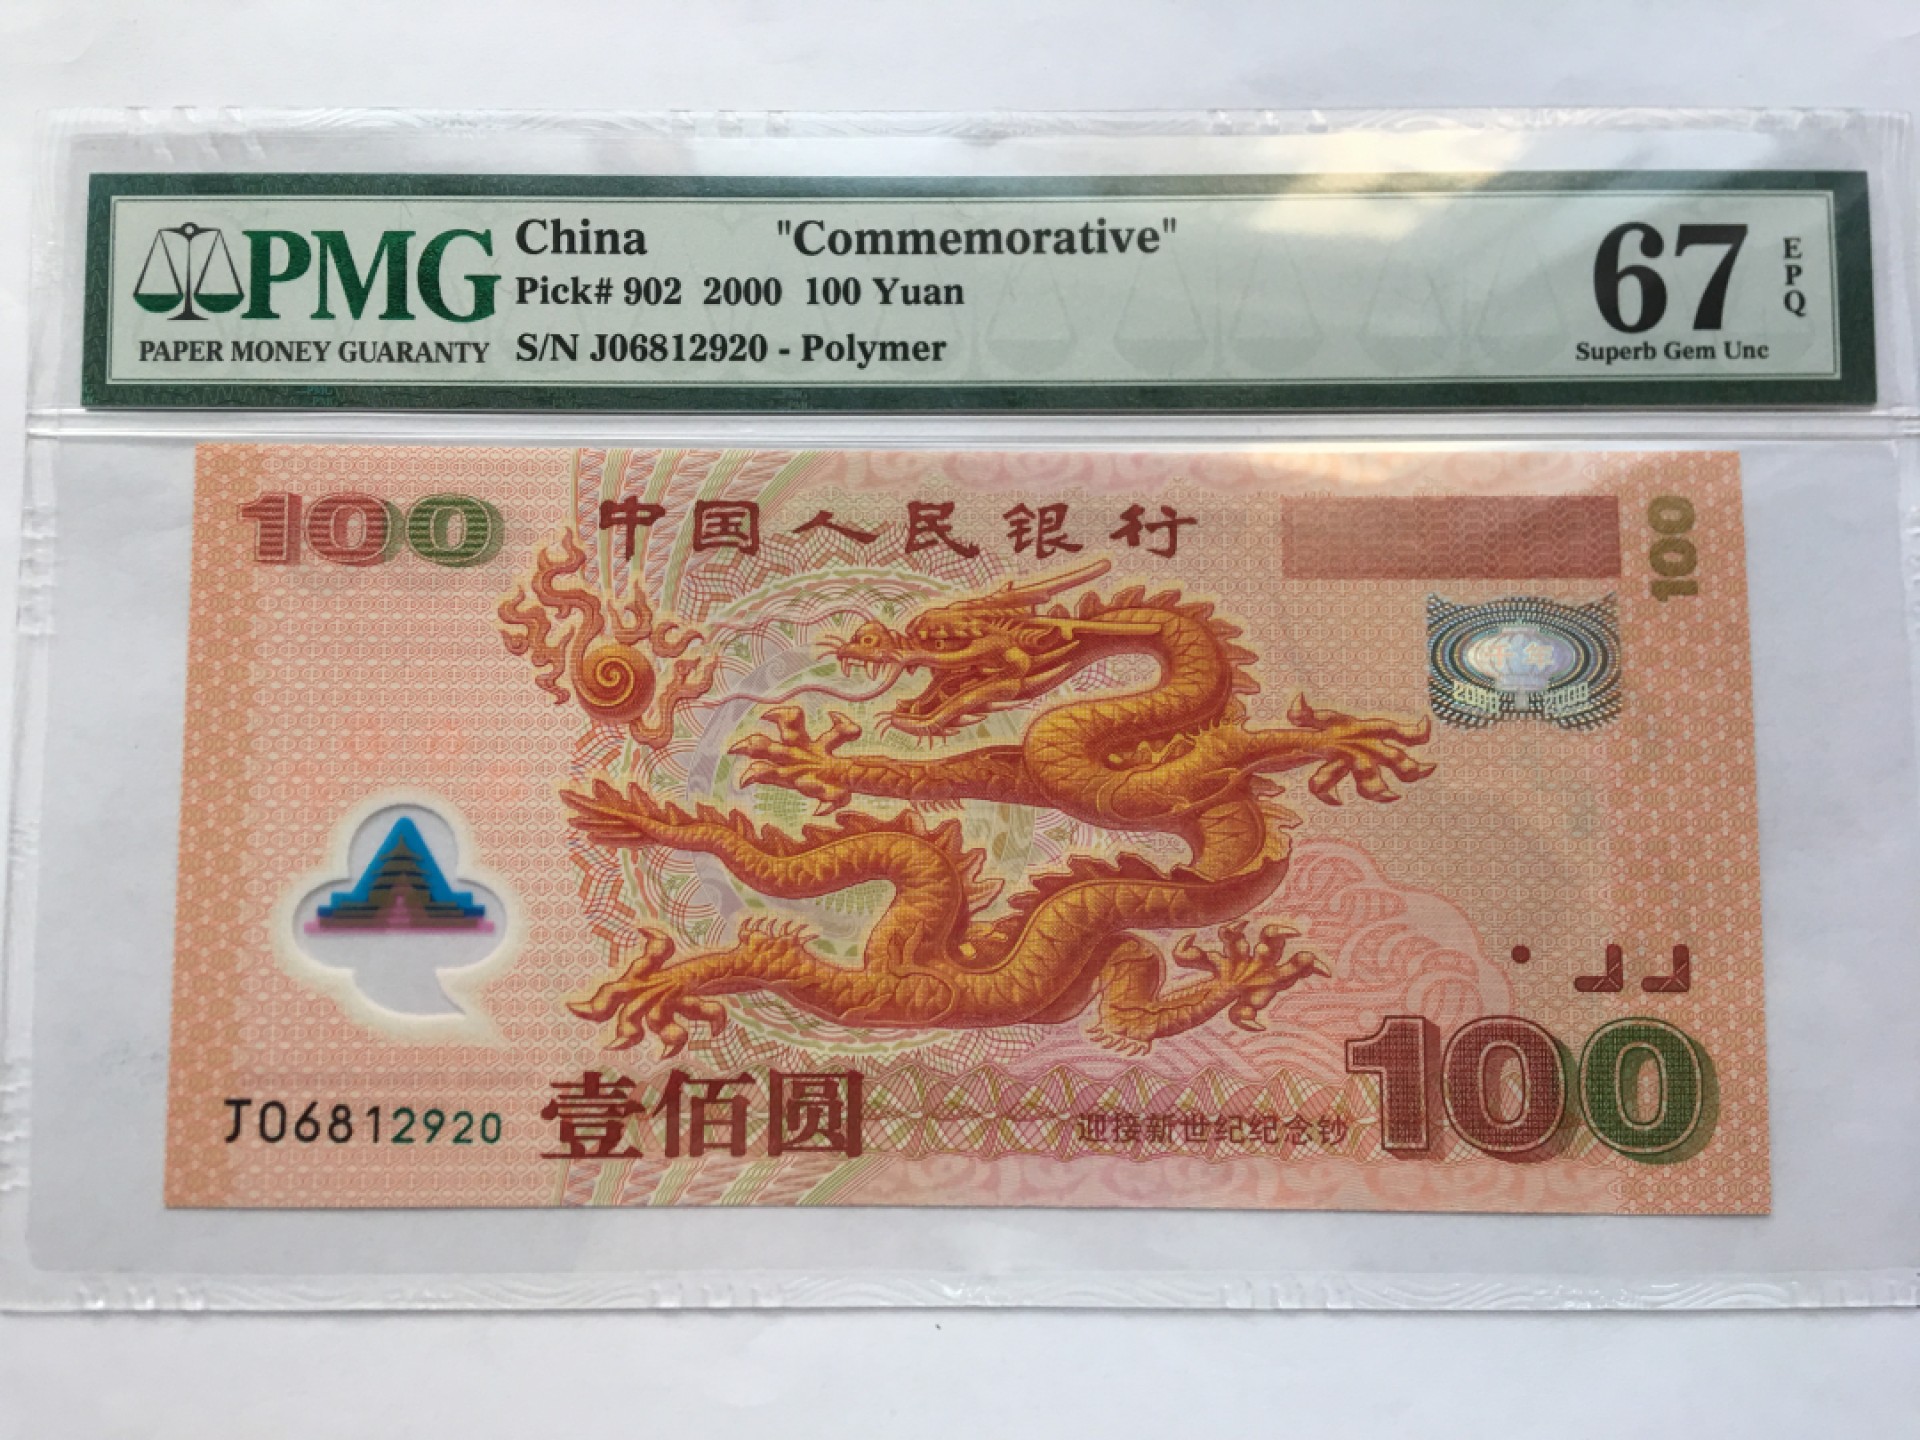 PMG
PAPER MONEY GUARANTY
China "Commemorative"
Pick# 902 2000 100 Yuan
S/N J06812920 - Polymer
67
EPQ
Superb Gem Unc
100
中国人民银行
100
J06812920
壹佰圆
迎接新世纪纪念钞
100